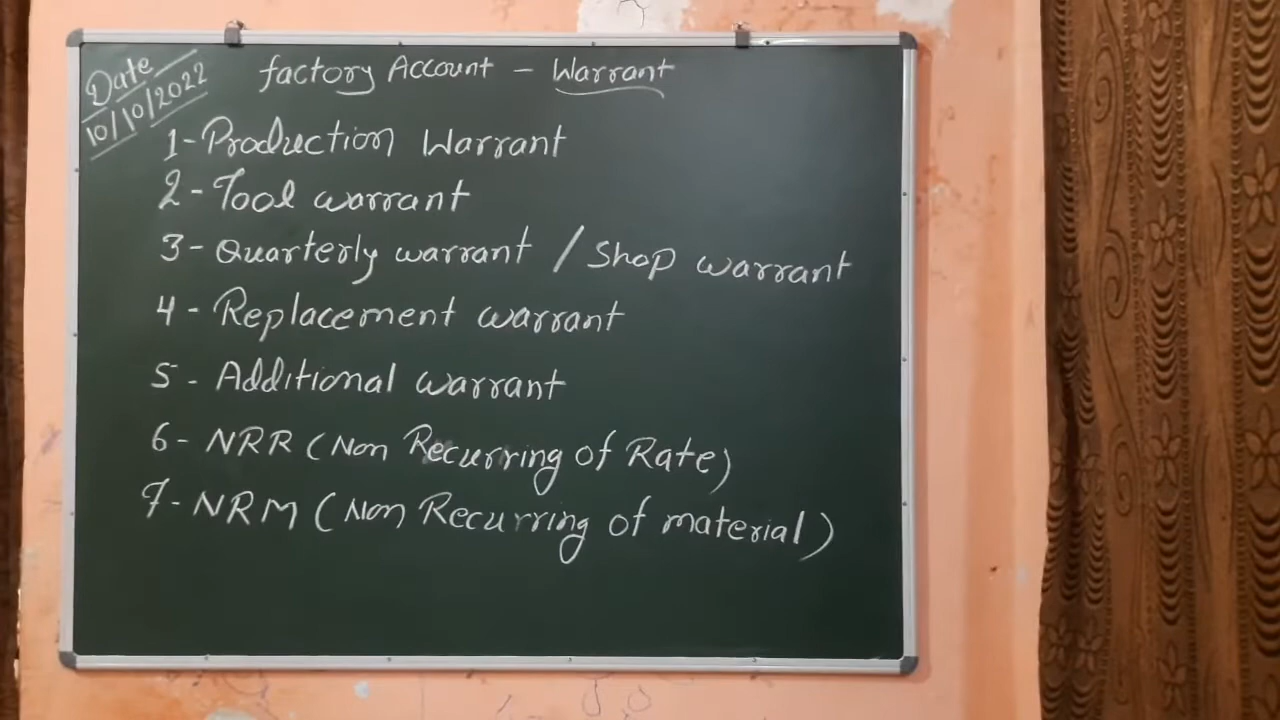 Date
10/10/2022
factory Account - Warrant
1- Production Warrant
2- Tool warrant
3- Quarterly warrant / Shop warrant
4- Replacement warrant
5- Additional warrant
6- NRR (Non Recurring of Rate)
7- NRM (Non Recurring of material)